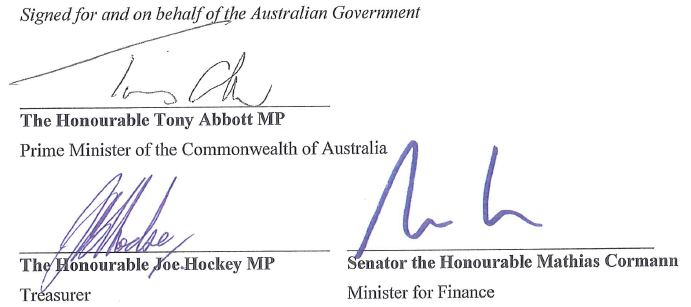 Signed for and on behalf of the Australian Government
The Honourable Tony Abbott MP
Prime Minister of the Commonwealth of Australia
The Honourable Joe Hockey MP
Treasurer
Senator the Honourable Mathias Cormann
Minister for Finance